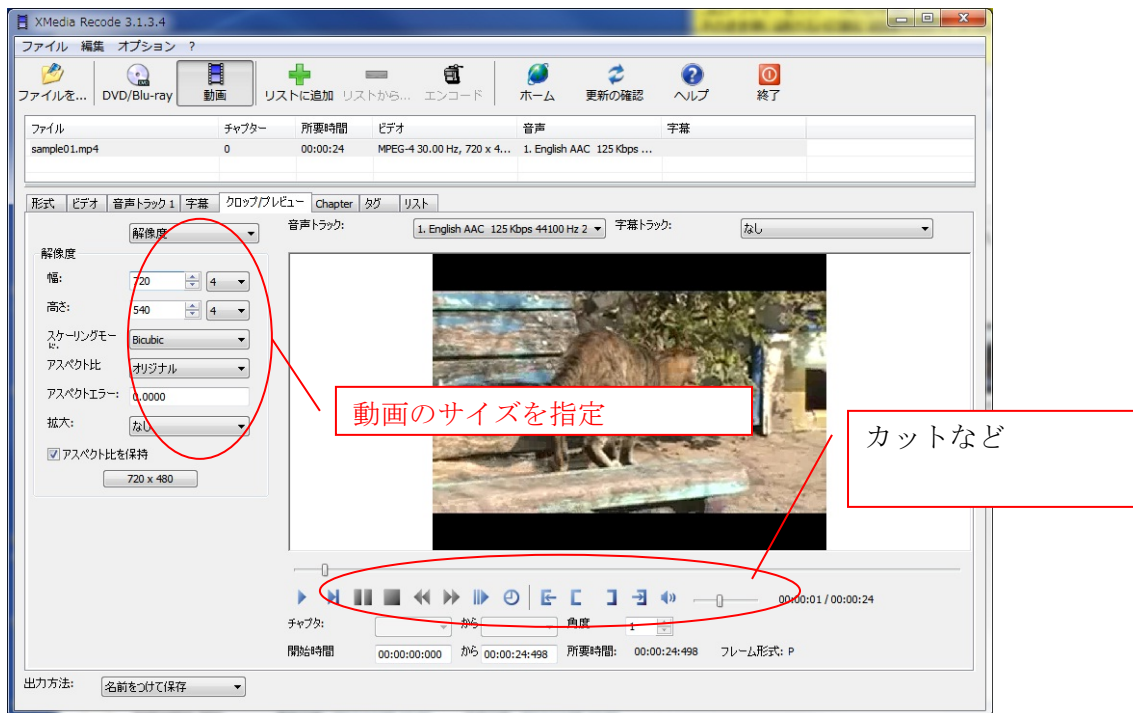 XMedia Recode 3.1.3.4
ファイル 編集 オプション ?
ファイルを... DVD/Blu-ray 動画 リストに追加 リストから... エンコード ホーム 更新の確認 ヘルプ 終了
ファイル チャプター 所要時間 ビデオ 音声 字幕
sample01.mp4 0 00:00:24 MPEG-4 30.00 Hz, 720 x 4... 1. English AAC 125 Kbps ...
形式 ビデオ 音声トラック 1 字幕 クロップ/プレビュー Chapter タグ リスト
解像度 音声トラック: 1. English AAC 125 Kbps 44100 Hz 2 字幕トラック: なし
解像度
幅: 720 4
高さ: 540 4
スケーリングモード: Bicubic
アスペクト比 オリジナル
アスペクトエラー: 0.0000
動画のサイズを指定
拡大: なし
カットなど
アスペクト比を保持
720 x 480
00:00:01 / 00:00:24
チャプタ: から 角度 1
開始時間 00:00:00:000 から 00:00:24:498 所要時間: 00:00:24:498 フレーム形式: P
出力方法: 名前をつけて保存